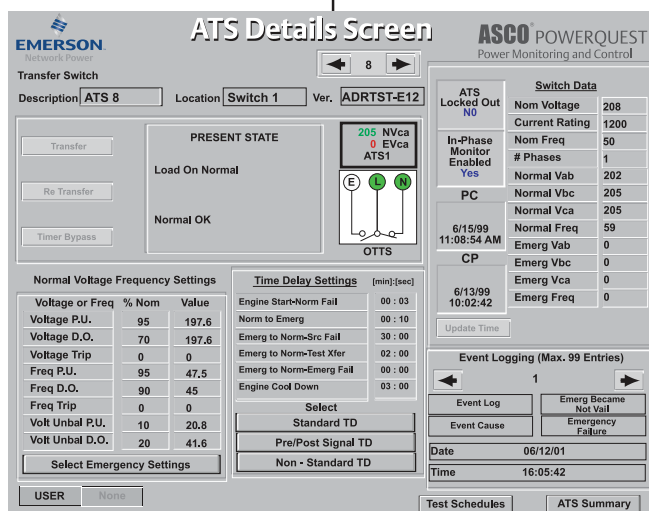 EMERSON.
Network Power
ATS Details Screen
ASCO® POWERQUEST
Power Monitoring and Control
8
Transfer Switch
Description ATS 8 Location Switch 1 Ver. ADRTST-E12
Transfer
Re Transfer
Timer Bypass
PRESENT STATE
Load On Normal
Normal OK
205 NVca
0 EVca
ATS1
E L N
OTTS
ATS
Locked Out
N0
In-Phase
Monitor
Enabled
Yes
PC
6/15/99
11:08:54 AM
CP
6/13/99
10:02:42
Update Time
Switch Data
Nom Voltage 208
Current Rating 1200
Nom Freq 50
# Phases 1
Normal Vab 202
Normal Vbc 205
Normal Vca 205
Normal Freq 59
Emerg Vab 0
Emerg Vbc 0
Emerg Vca 0
Emerg Freq 0
Normal Voltage Frequency Settings
Voltage or Freq % Nom Value
Voltage P.U. 95 197.6
Voltage D.O. 70 197.6
Voltage Trip 0 0
Freq P.U. 95 47.5
Freq D.O. 90 45
Freq Trip 0 0
Volt Unbal P.U. 10 20.8
Volt Unbal D.O. 20 41.6
Select Emergency Settings
Time Delay Settings [min]:[sec]
Engine Start-Norm Fail 00 : 03
Norm to Emerg 00 : 10
Emerg to Norm-Src Fail 30 : 00
Emerg to Norm-Test Xfer 02 : 00
Emerg to Norm-Emerg Fail 00 : 00
Engine Cool Down 03 : 00
Select
Standard TD
Pre/Post Signal TD
Non - Standard TD
Event Logging (Max. 99 Entries)
1
Event Log Emerg Became
Not Vail
Event Cause Emergency
Failure
Date 06/12/01
Time 16:05:42
USER None
Test Schedules ATS Summary